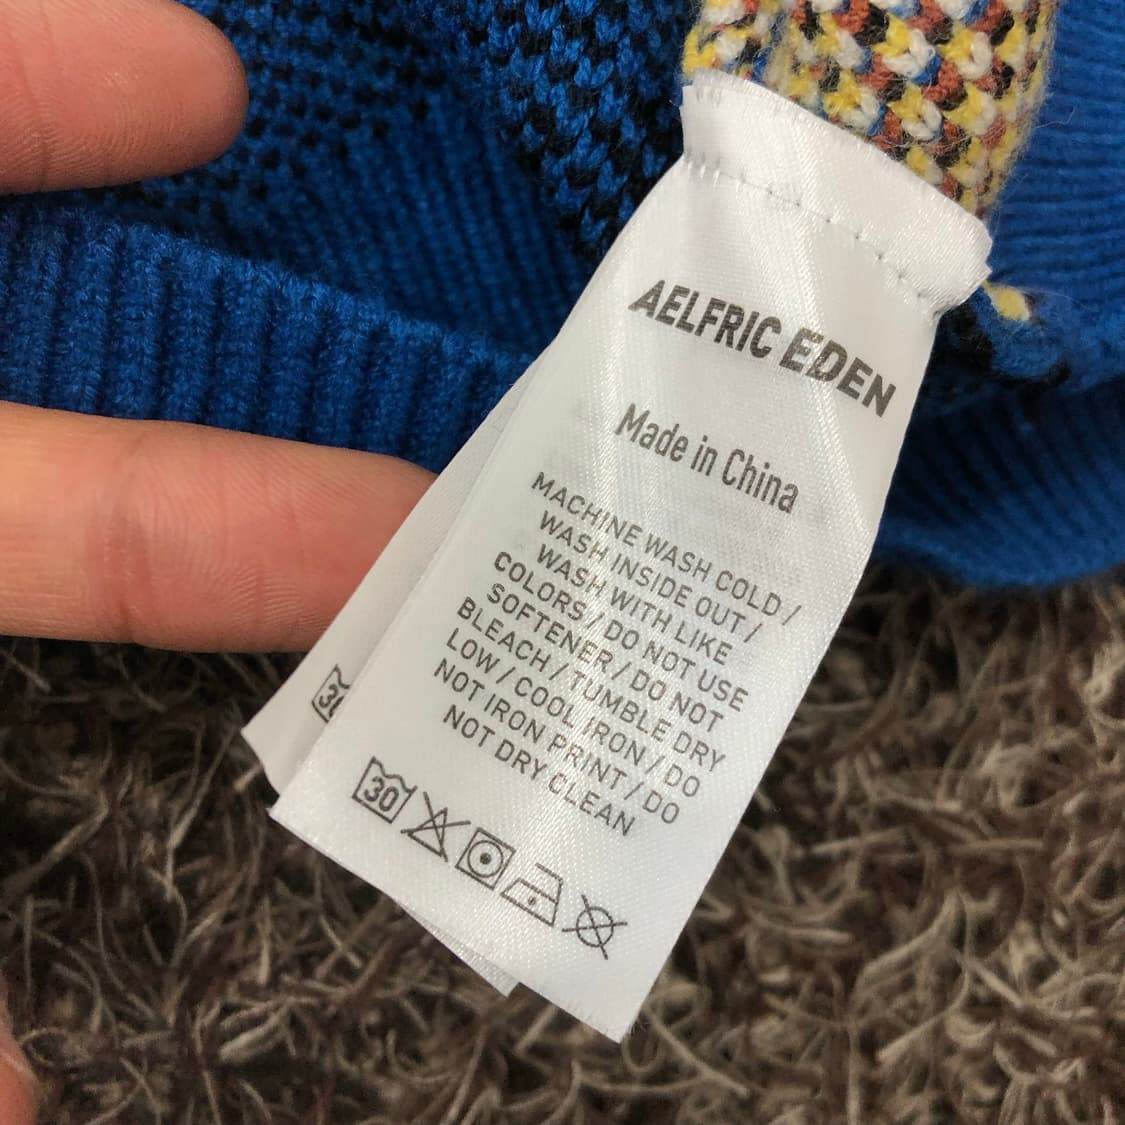 AELFRIC EDEN
Made in China
MACHINE WASH COLD /
WASH INSIDE OUT /
WASH WITH LIKE
COLORS / DO NOT USE
SOFTENER / DO NOT
BLEACH / TUMBLE DRY
LOW / COOL IRON / DO
NOT IRON PRINT / DO
NOT DRY CLEAN
30
30